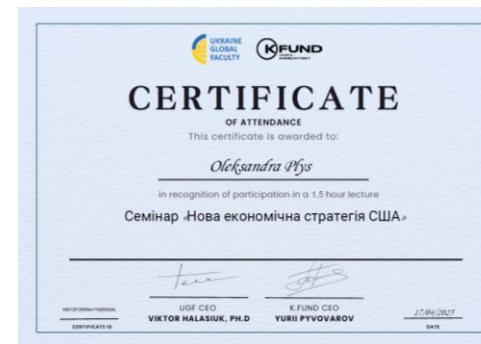 UKRAINE
GLOBAL
FACULTY
K FUND
CERTIFICATE
OF ATTENDANCE
This certificate is awarded to:
Oleksandra Plys
in recognition of participation in a 1.5 hour lecture
Семінар «Нова економічна стратегія США»
UGF CEO
VIKTOR HALASIUK, PH.D
K.FUND CEO
YURII PYVOVAROV
17/04/2025
CERTIFICATE ID
DATE